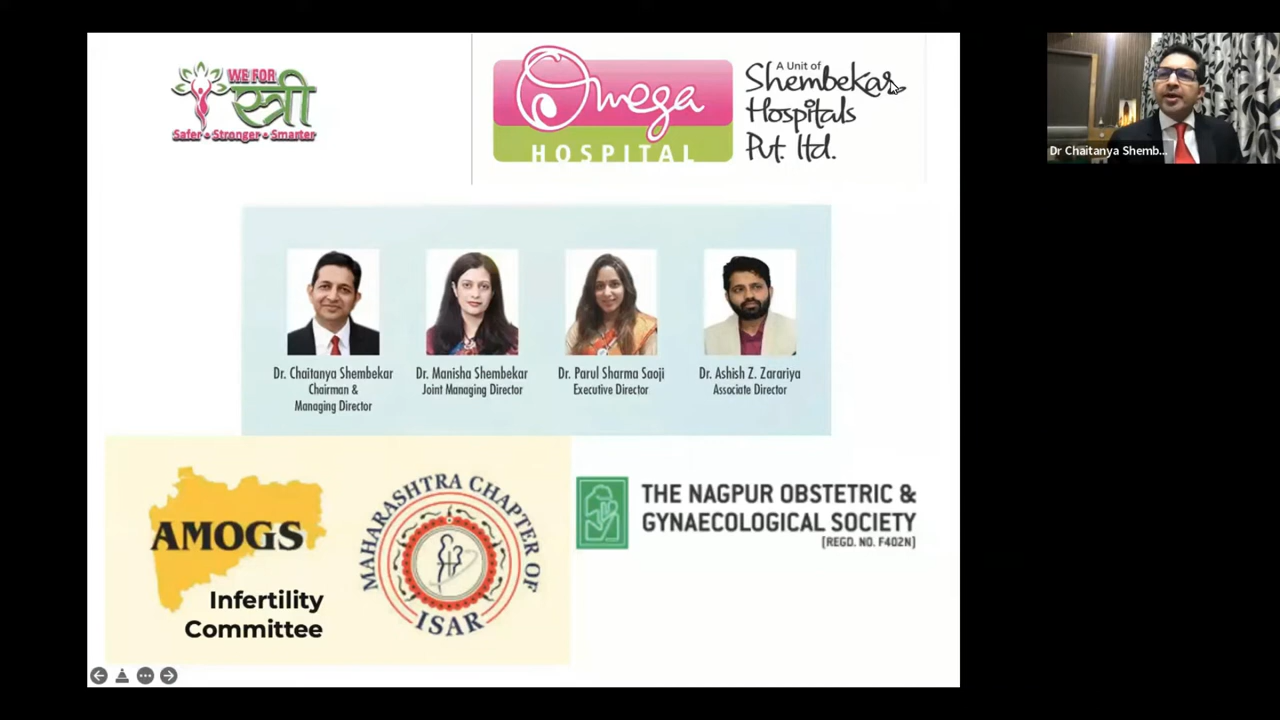 WE FOR
स्त्री
Safer • Stronger • Smarter
Omega
HOSPITAL
A Unit of
Shembekar
Hospitals
Pvt. ltd.
Dr Chaitanya Shemb...
Dr. Chaitanya Shembekar
Chairman &
Managing Director
Dr. Manisha Shembekar
Joint Managing Director
Dr. Parul Sharma Saoji
Executive Director
Dr. Ashish Z. Zarariya
Associate Director
AMOGS
Infertility
Committee
MAHARASHTRA CHAPTER OF
ISAR
THE NAGPUR OBSTETRIC &
GYNAECOLOGICAL SOCIETY
[REGD. NO. F402N]